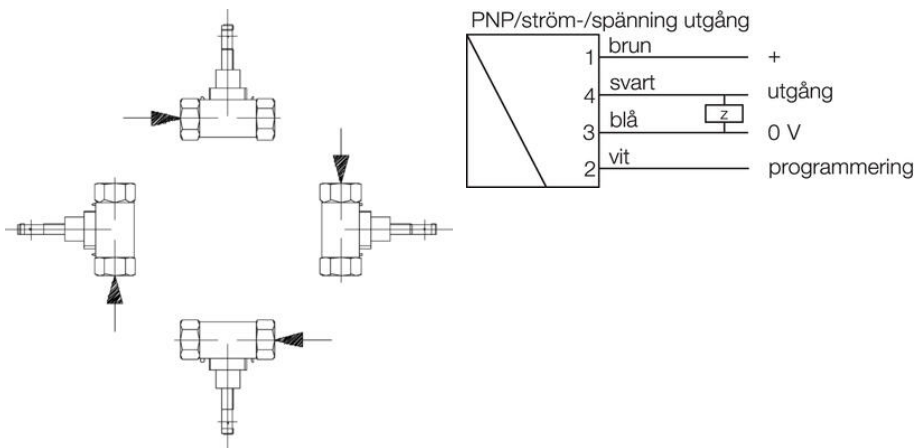 PNP/ström-/spänning utgång
1 brun +
4 svart utgång
z
3 blå 0 V
2 vit programmering